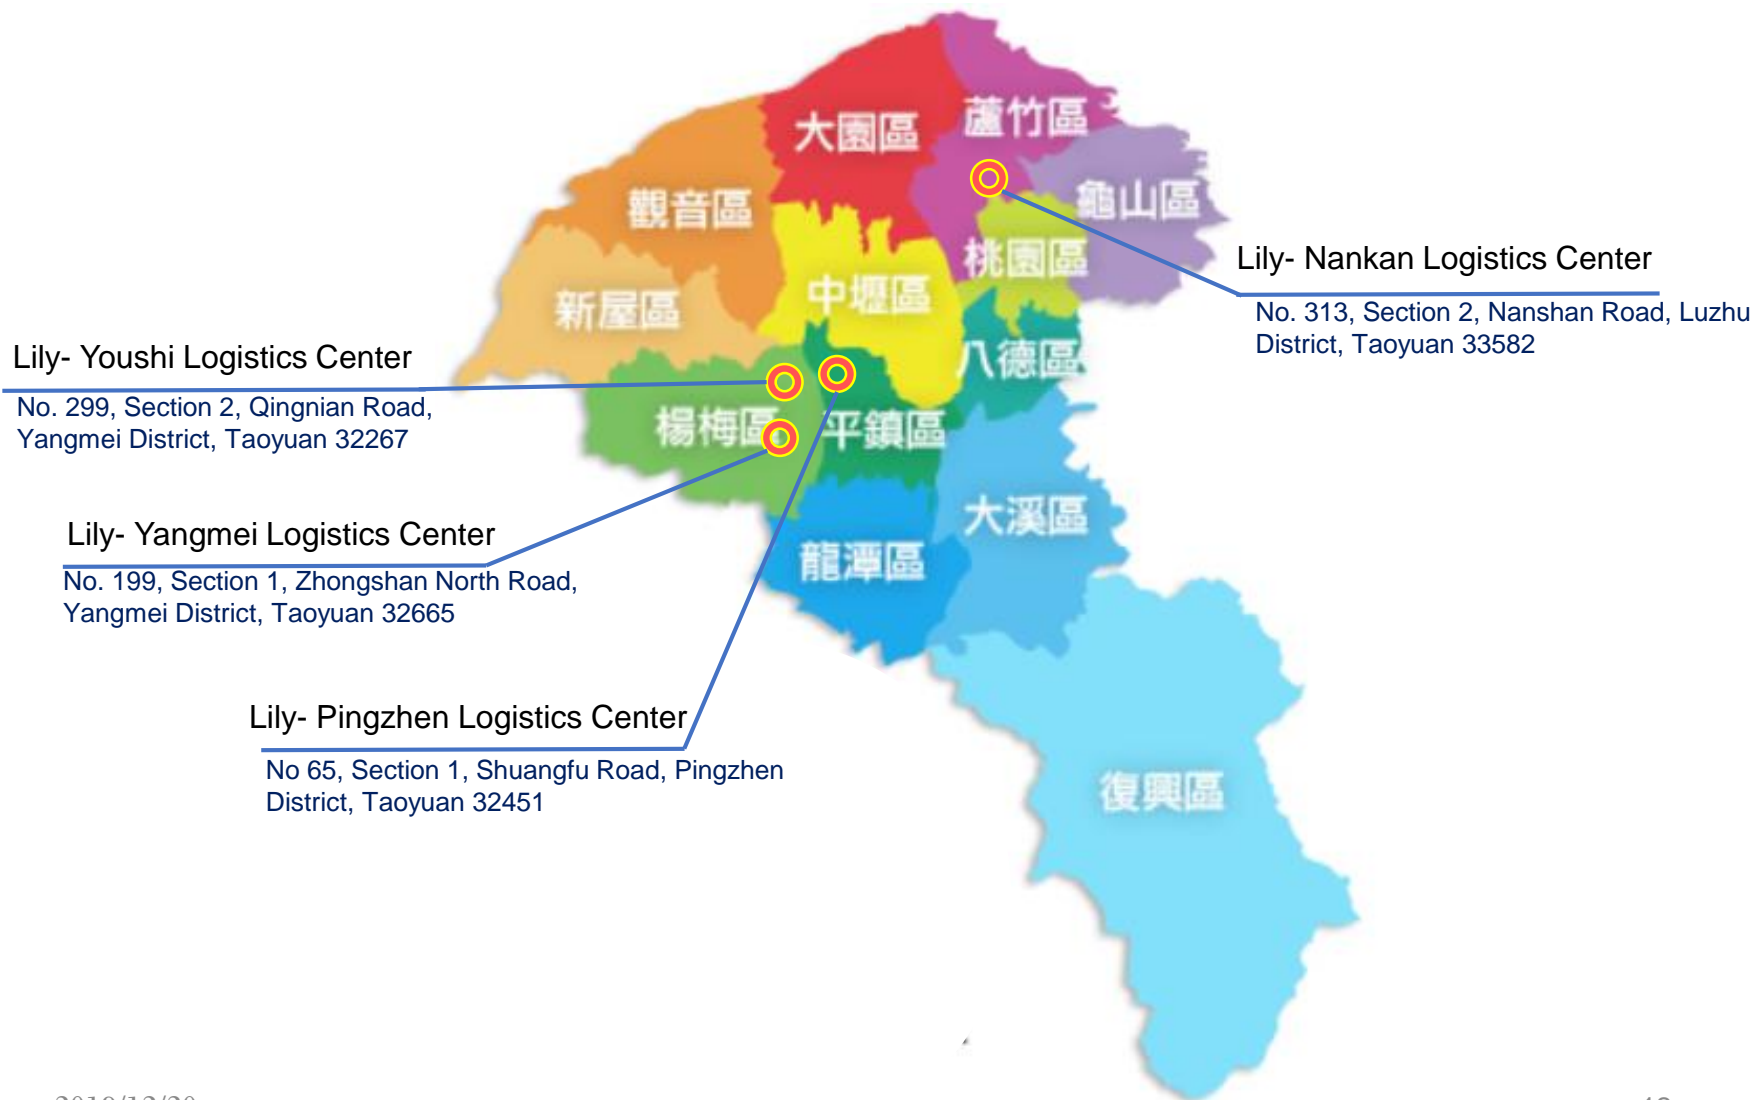 大園區
蘆竹區
觀音區
龜山區
桃園區
中壢區
新屋區
八德區
楊梅區
平鎮區
大溪區
龍潭區
復興區
Lily- Nankan Logistics Center
No. 313, Section 2, Nanshan Road, Luzhu
District, Taoyuan 33582
Lily- Youshi Logistics Center
No. 299, Section 2, Qingnian Road,
Yangmei District, Taoyuan 32267
Lily- Yangmei Logistics Center
No. 199, Section 1, Zhongshan North Road,
Yangmei District, Taoyuan 32665
Lily- Pingzhen Logistics Center
No 65, Section 1, Shuangfu Road, Pingzhen
District, Taoyuan 32451